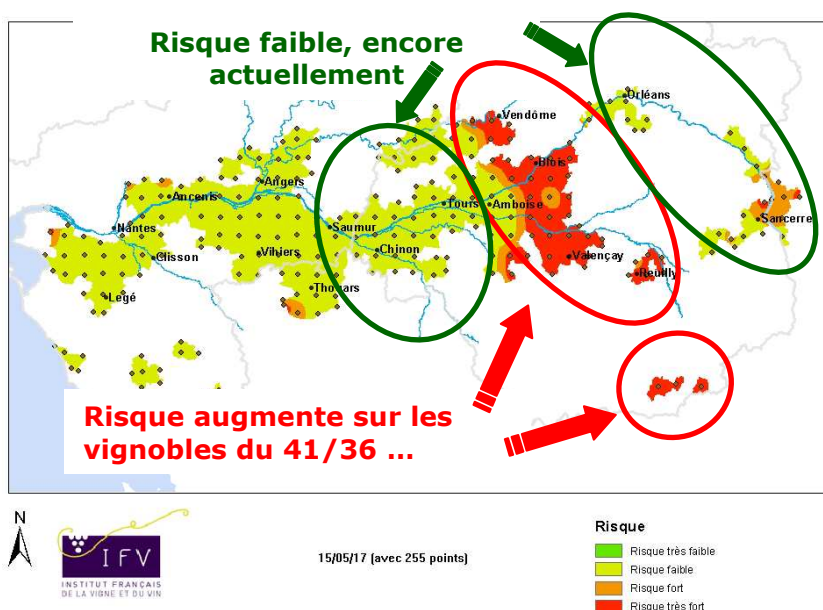 Risque faible, encore
actuellement
Orléans
Vendôme
Blois
Angers
Ancenis
Tours
Amboise
Nantes
Saumur
Sancerre
Clisson
Vihiers
Chinon
Valençay
Reuilly
Thouars
Legé
Risque augmente sur les
vignobles du 41/36 ...
N
IFV
INSTITUT FRANÇAIS
DE LA VIGNE ET DU VIN
15/05/17 (avec 255 points)
Risque
Risque très faible
Risque faible
Risque fort
Risque très fort